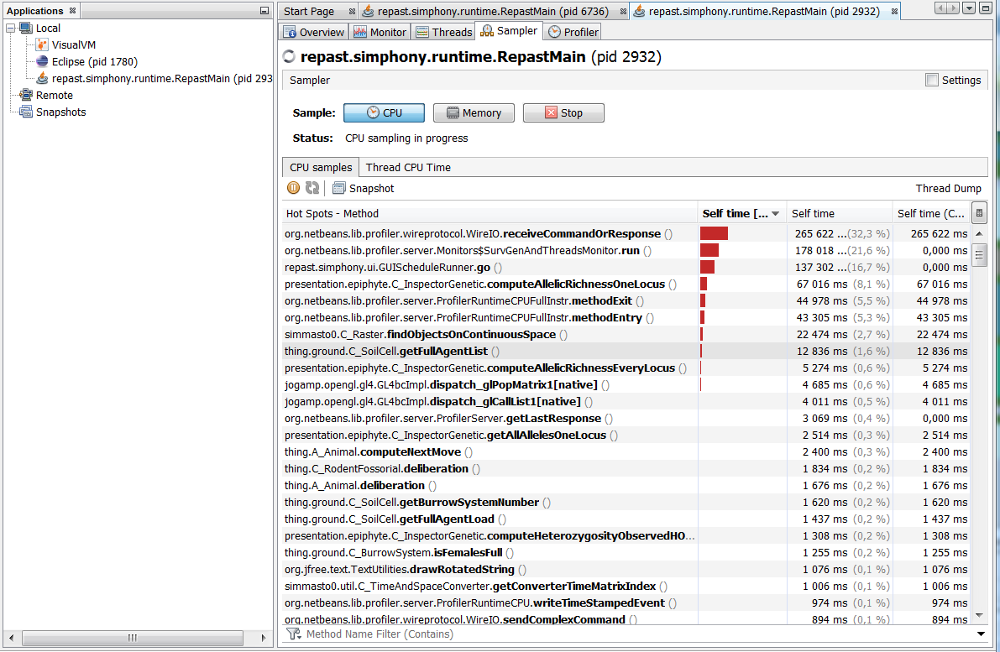 Applications
Local
VisualVM
Eclipse (pid 1780)
repast.simphony.runtime.RepastMain (pid 293
Remote
Snapshots
Start Page repast.simphony.runtime.RepastMain (pid 6736) repast.simphony.runtime.RepastMain (pid 2932)
Overview Monitor Threads Sampler Profiler
repast.simphony.runtime.RepastMain (pid 2932)
Sampler Settings
Sample: CPU Memory Stop
Status: CPU sampling in progress
CPU samples Thread CPU Time
Snapshot Thread Dump
Hot Spots - Method Self time [... Self time Self time (C...
org.netbeans.lib.profiler.wireprotocol.WireIO.receiveCommandOrResponse () 265 622 ...(32,3 %) 265 622 ms
org.netbeans.lib.profiler.server.Monitors$SurvGenAndThreadsMonitor.run () 178 018 ...(21,6 %) 0,000 ms
repast.simphony.ui.GUIScheduleRunner.go () 137 302 ...(16,7 %) 0,000 ms
presentation.epiphyte.C_InspectorGenetic.computeAllelicRichnessOneLocus () 67 016 ms (8,1 %) 67 016 ms
org.netbeans.lib.profiler.server.ProfilerRuntimeCPUFullInstr.methodExit () 44 978 ms (5,5 %) 44 978 ms
org.netbeans.lib.profiler.server.ProfilerRuntimeCPUFullInstr.methodEntry () 43 305 ms (5,3 %) 43 305 ms
simmasto0.C_Raster.findObjectsOnContinuousSpace () 22 474 ms (2,7 %) 22 474 ms
thing.ground.C_SoilCell.getFullAgentList () 12 836 ms (1,6 %) 12 836 ms
presentation.epiphyte.C_InspectorGenetic.computeAllelicRichnessEveryLocus () 5 274 ms (0,6 %) 5 274 ms
jogamp.opengl.gl4.GL4bcImpl.dispatch_glPopMatrix1[native] () 4 685 ms (0,6 %) 4 685 ms
jogamp.opengl.gl4.GL4bcImpl.dispatch_glCallList1[native] () 4 011 ms (0,5 %) 4 011 ms
org.netbeans.lib.profiler.server.ProfilerServer.getLastResponse () 3 069 ms (0,4 %) 0,000 ms
presentation.epiphyte.C_InspectorGenetic.getAllAllelesOneLocus () 2 514 ms (0,3 %) 2 514 ms
thing.A_Animal.computeNextMove () 2 400 ms (0,3 %) 2 400 ms
thing.C_RodentFossorial.deliberation () 1 834 ms (0,2 %) 1 834 ms
thing.A_Animal.deliberation () 1 676 ms (0,2 %) 1 676 ms
thing.ground.C_SoilCell.getBurrowSystemNumber () 1 620 ms (0,2 %) 1 620 ms
thing.ground.C_SoilCell.getFullAgentLoad () 1 437 ms (0,2 %) 1 437 ms
presentation.epiphyte.C_InspectorGenetic.computeHeterozygosityObservedHO... 1 308 ms (0,2 %) 1 308 ms
thing.ground.C_BurrowSystem.isFemalesFull () 1 255 ms (0,2 %) 1 255 ms
org.jfree.text.TextUtilities.drawRotatedString () 1 076 ms (0,1 %) 1 076 ms
simmasto0.util.C_TimeAndSpaceConverter.getConverterTimeMatrixIndex () 1 006 ms (0,1 %) 1 006 ms
org.netbeans.lib.profiler.server.ProfilerRuntimeCPU.writeTimeStampedEvent () 974 ms (0,1 %) 974 ms
org.netbeans.lib.profiler.wireprotocol.WireIO.sendComplexCommand () 894 ms (0,1 %) 894 ms
Method Name Filter (Contains)